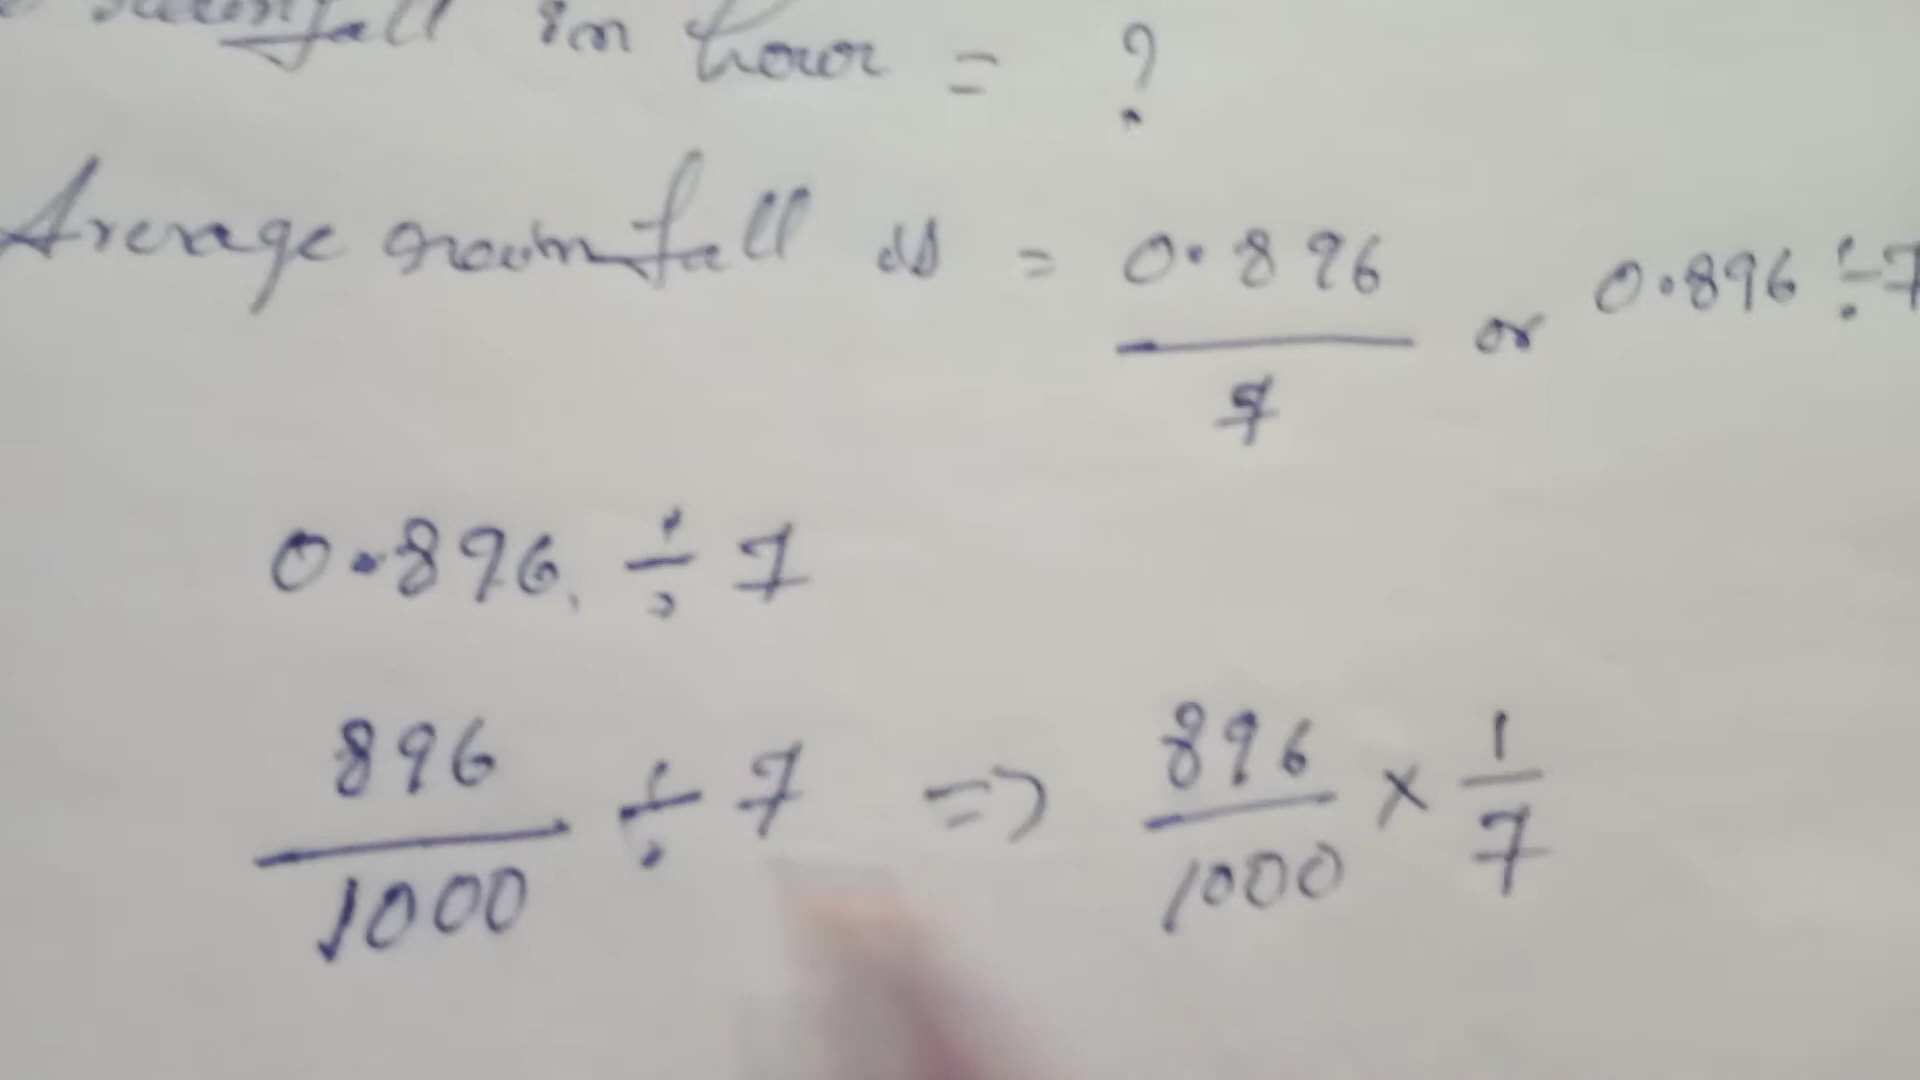 rainfall in hour = ?
Average rainfall is = 0.896 / 7 or 0.896 ÷ 7
0.896 ÷ 7
896/1000 ÷ 7 => 896/1000 × 1/7